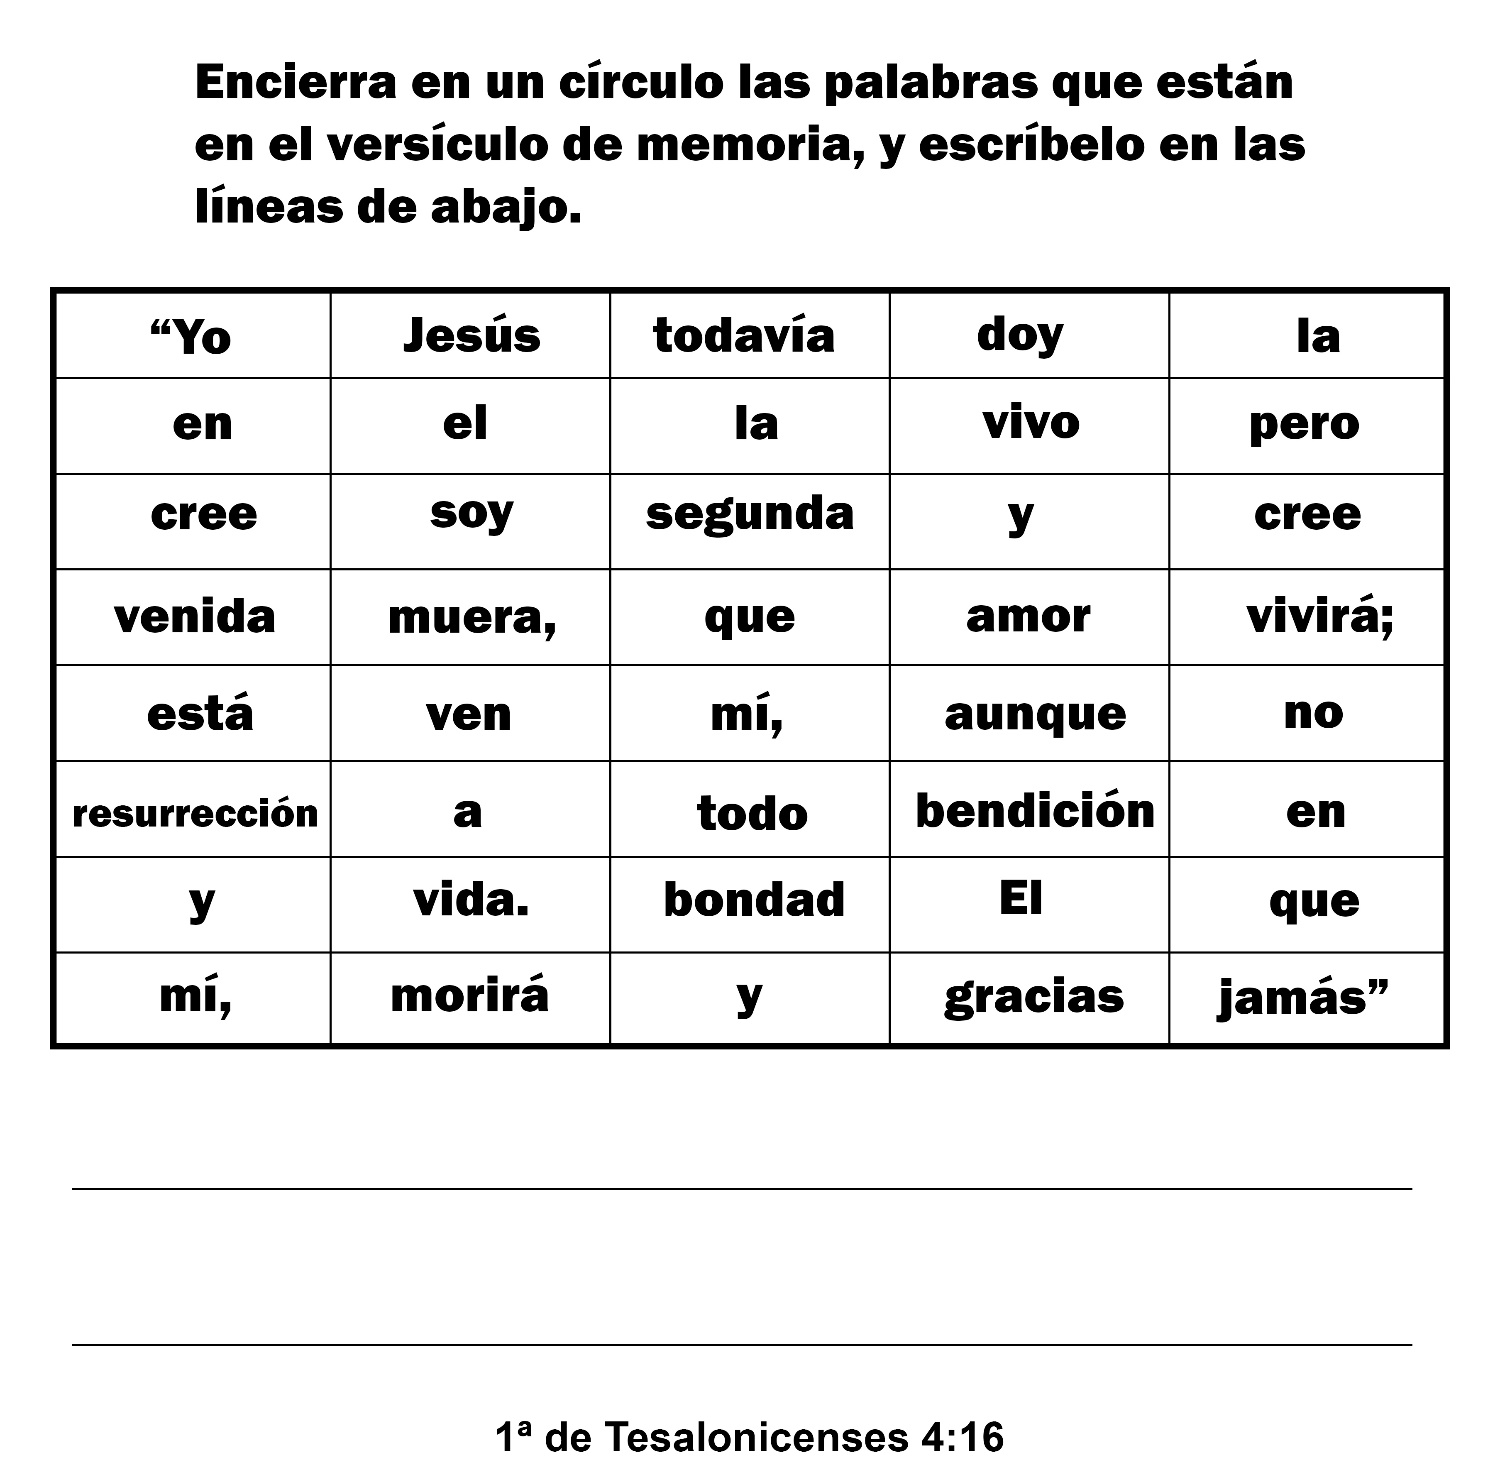 Encierra en un círculo las palabras que están
en el versículo de memoria, y escríbelo en las
líneas de abajo.
“Yo Jesús todavía doy la
en el la vivo pero
cree soy segunda y cree
venida muera, que amor vivirá;
está ven mí, aunque no
resurrección a todo bendición en
y vida. bondad El que
mí, morirá y gracias jamás”
1ª de Tesalonicenses 4:16